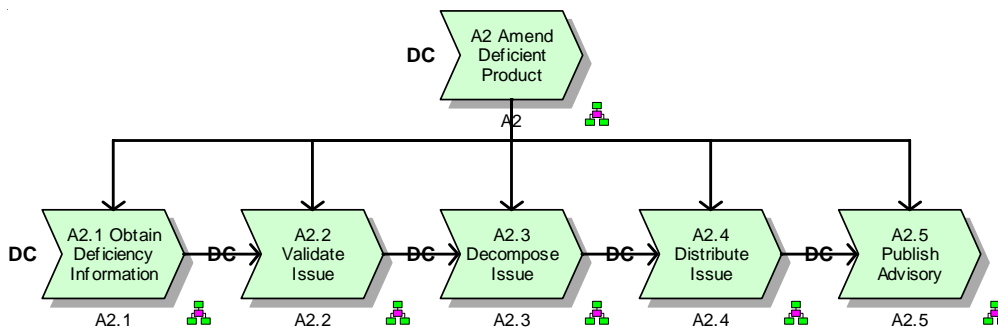 DC
A2 Amend
Deficient
Product
A2
DC
A2.1 Obtain
Deficiency
Information
DC
A2.2
Validate
Issue
DC
A2.3
Decompose
Issue
DC
A2.4
Distribute
Issue
DC
A2.5
Publish
Advisory
A2.1
A2.2
A2.3
A2.4
A2.5